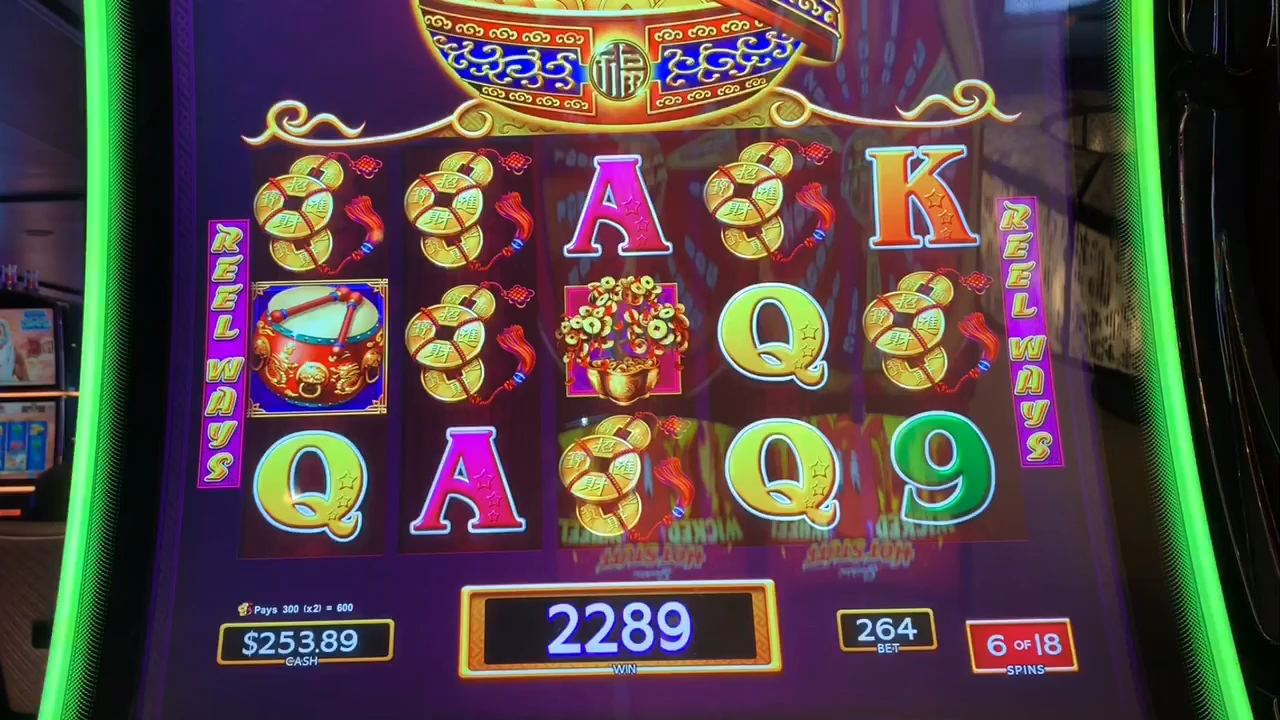 福
A
K
REEL WAYS
Q
REEL WAYS
Q
A
Q
9
Pays 300 (x2) = 600
$253.89
CASH
2289
WIN
264
BET
6 OF 18
SPINS